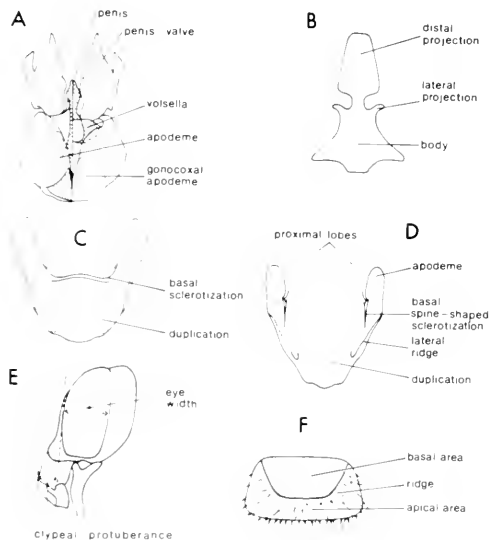 A
penis
penis valve
volsella
apodeme
gonocoxal
apodeme
B
distal
projection
lateral
projection
body
C
basal
sclerotization
duplication
D
proximal lobes
apodeme
basal
spine-shaped
sclerotization
lateral
ridge
duplication
E
eye
width
clypeal protuberance
F
basal area
ridge
apical area